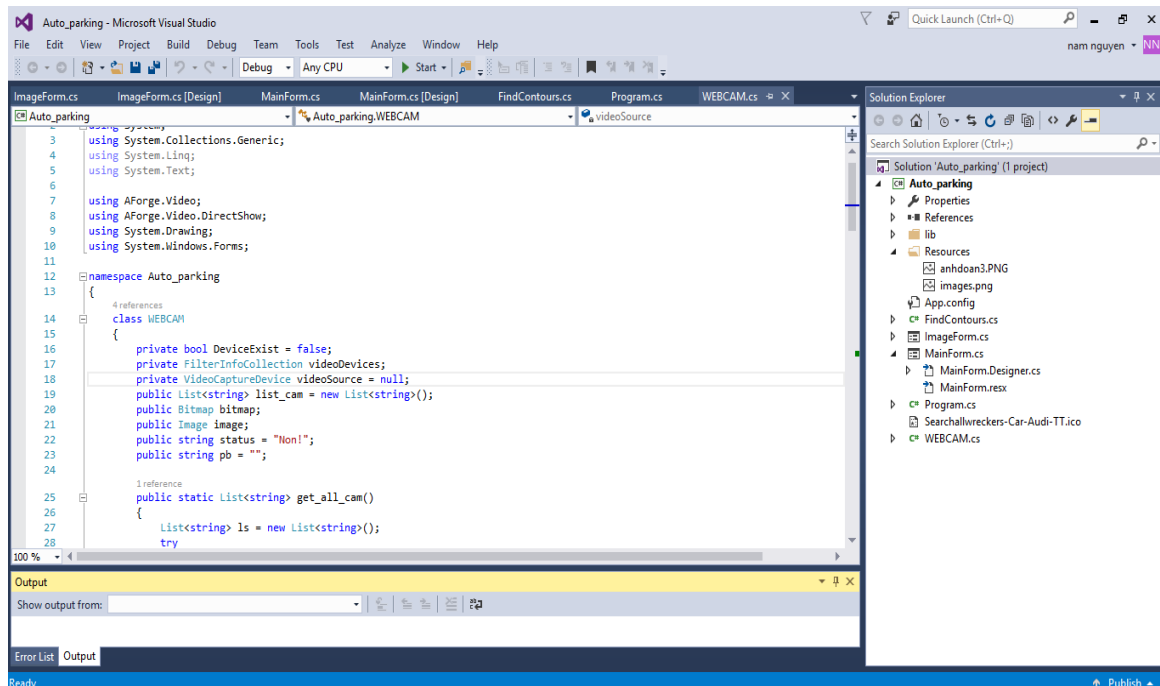 Auto_parking - Microsoft Visual Studio
Quick Launch (Ctrl+Q)
File Edit View Project Build Debug Team Tools Test Analyze Window Help
nam nguyen NN
Debug Any CPU Start
ImageForm.cs ImageForm.cs [Design] MainForm.cs MainForm.cs [Design] FindContours.cs Program.cs WEBCAM.cs
Auto_parking Auto_parking.WEBCAM videoSource
2 using System;
3 using System.Collections.Generic;
4 using System.Linq;
5 using System.Text;
6
7 using AForge.Video;
8 using AForge.Video.DirectShow;
9 using System.Drawing;
10 using System.Windows.Forms;
11
12 namespace Auto_parking
13 {
4 references
14 class WEBCAM
15 {
16 private bool DeviceExist = false;
17 private FilterInfoCollection videoDevices;
18 private VideoCaptureDevice videoSource = null;
19 public List<string> list_cam = new List<string>();
20 public Bitmap bitmap;
21 public Image image;
22 public string status = "Non!";
23 public string pb = "";
24
1 reference
25 public static List<string> get_all_cam()
26 {
27 List<string> ls = new List<string>();
28 try
100 %
Output
Show output from:
Error List Output
Solution Explorer
Search Solution Explorer (Ctrl+;)
Solution 'Auto_parking' (1 project)
C# Auto_parking
Properties
References
lib
Resources
anhdoan3.PNG
images.png
App.config
C# FindContours.cs
ImageForm.cs
MainForm.cs
MainForm.Designer.cs
MainForm.resx
C# Program.cs
Searchallwreckers-Car-Audi-TT.ico
C# WEBCAM.cs
Ready
Publish